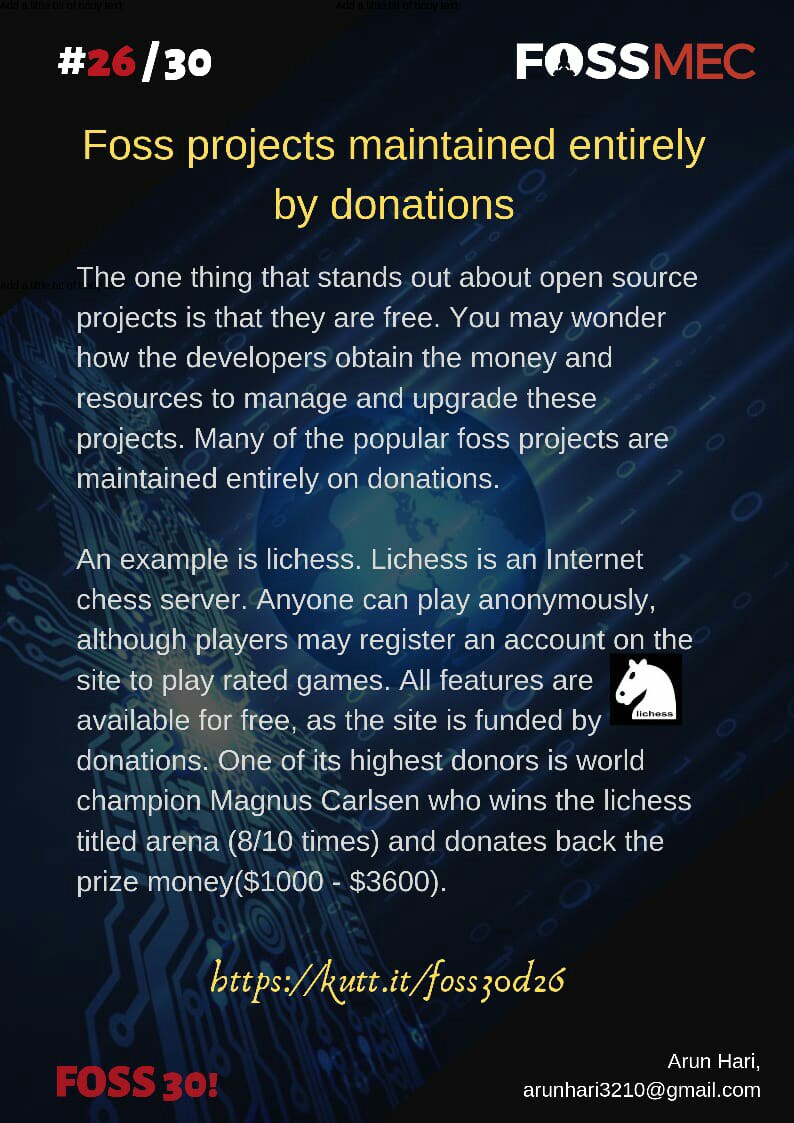 Add a little bit of body text
Add a little bit of body text
#26/30
FOSSMEC
Foss projects maintained entirely
by donations
The one thing that stands out about open source
Add a little bit of body text
projects is that they are free. You may wonder
how the developers obtain the money and
resources to manage and upgrade these
projects. Many of the popular foss projects are
maintained entirely on donations.
An example is lichess. Lichess is an Internet
chess server. Anyone can play anonymously,
although players may register an account on the
site to play rated games. All features are
available for free, as the site is funded by
lichess
donations. One of its highest donors is world
champion Magnus Carlsen who wins the lichess
titled arena (8/10 times) and donates back the
prize money($1000 - $3600).
https://kutt.it/foss30d26
Arun Hari,
FOSS 30!
arunhari3210@gmail.com